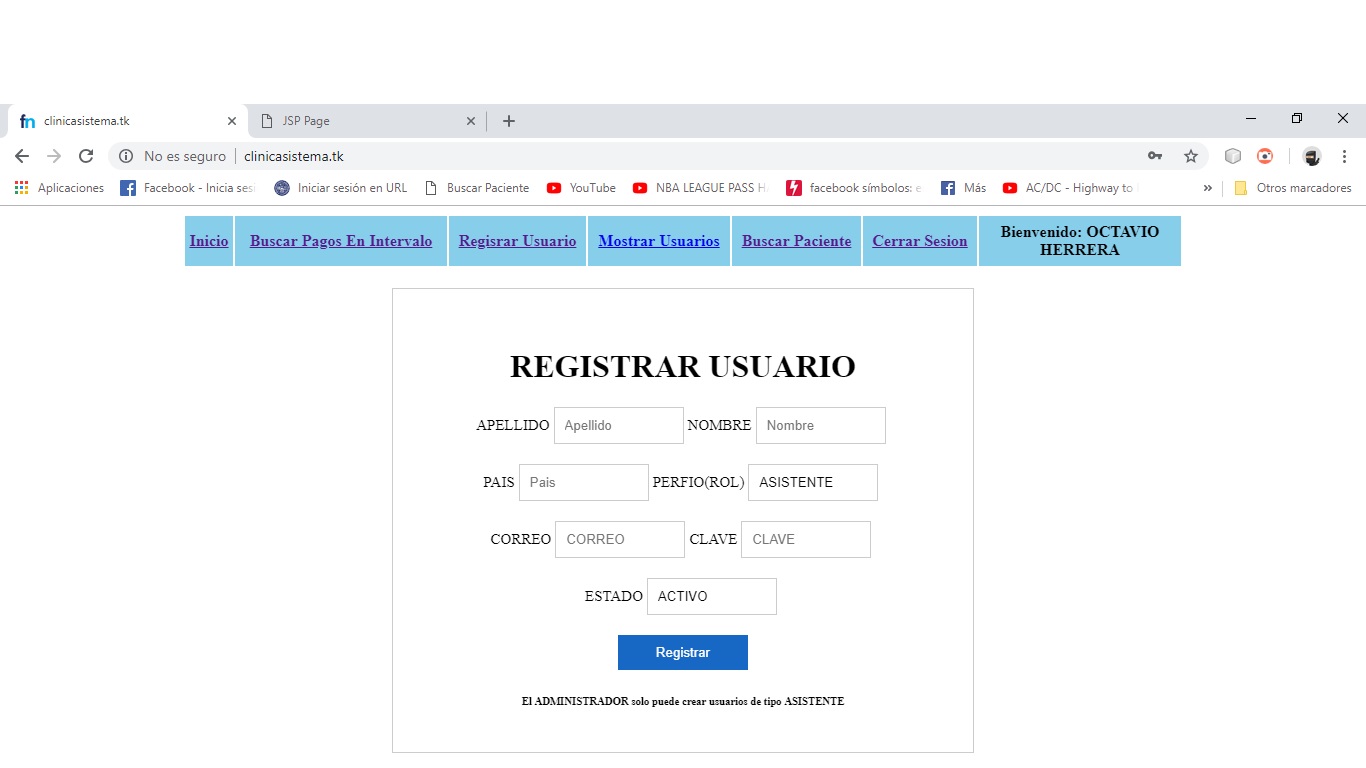 clinicasistema.tk
JSP Page
No es seguro
clinicasistema.tk
Aplicaciones
Facebook - Inicia sesi
Iniciar sesión en URL
Buscar Paciente
YouTube
NBA LEAGUE PASS H
facebook símbolos: e
Más
AC/DC - Highway to
»
Otros marcadores
Inicio
Buscar Pagos En Intervalo
Regisrar Usuario
Mostrar Usuarios
Buscar Paciente
Cerrar Sesion
Bienvenido: OCTAVIO
HERRERA
REGISTRAR USUARIO
APELLIDO Apellido NOMBRE Nombre
PAIS Pais PERFIO(ROL) ASISTENTE
CORREO CORREO CLAVE CLAVE
ESTADO ACTIVO
Registrar
El ADMINISTRADOR solo puede crear usuarios de tipo ASISTENTE